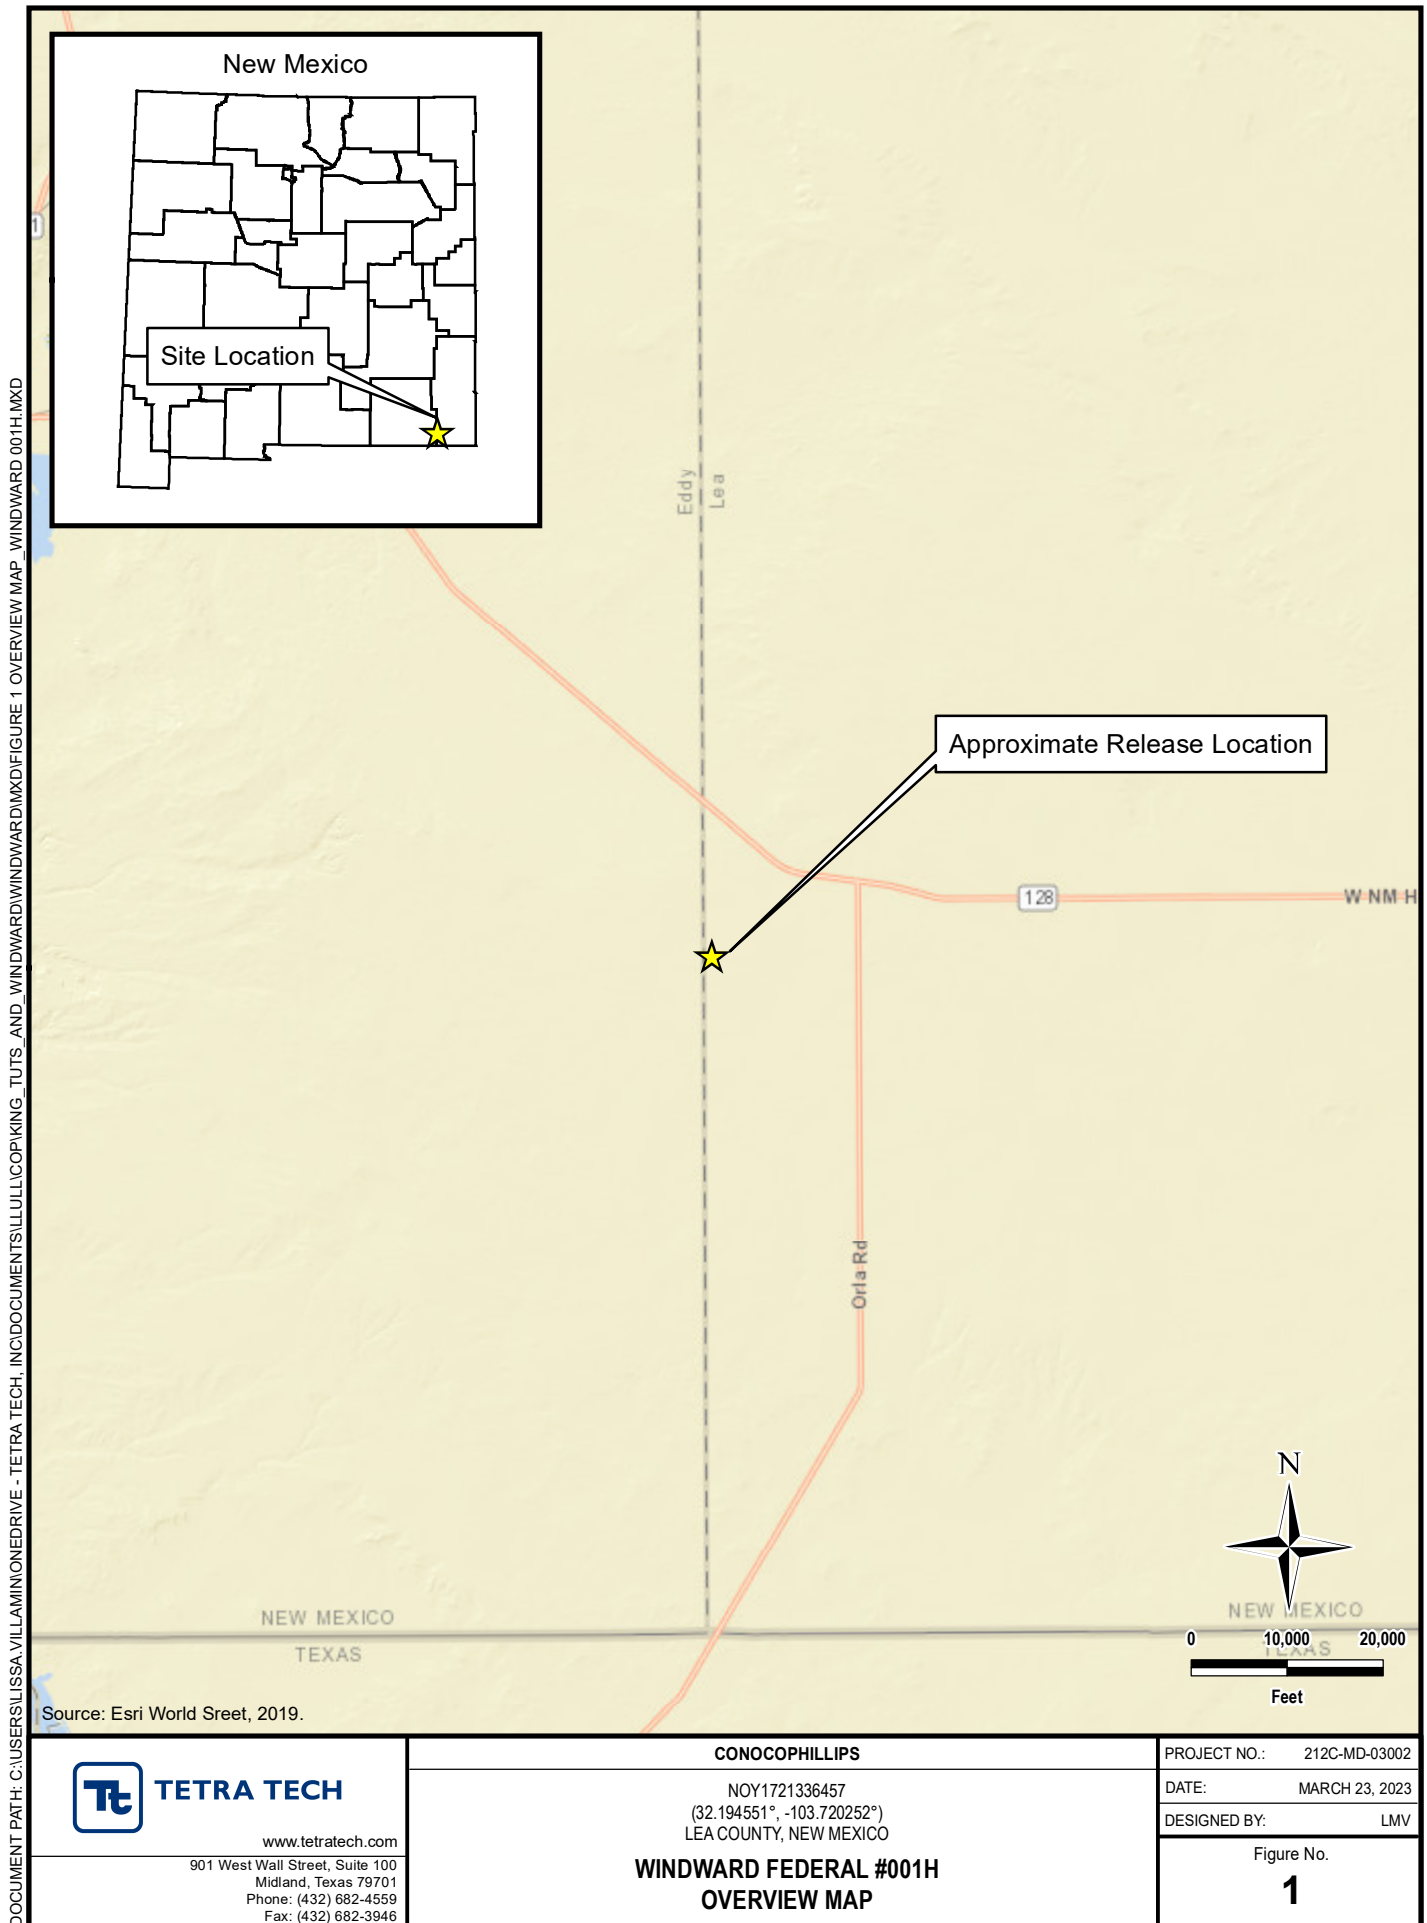 New Mexico
Site Location
1
Eddy
Lea
Approximate Release Location
128
W NM H
Orla Rd
N
NEW MEXICO
TEXAS
NEW MEXICO
TEXAS
0 10,000 20,000
Feet
Source: Esri World Sreet, 2019.
DOCUMENT PATH: C:\USERS\LISSA.VILLAMIN\ONEDRIVE - TETRA TECH, INC\DOCUMENTS\LLULL\COP\KING_TUTS_AND_WINDWARD\WINDWARD\MXD\FIGURE 1 OVERVIEW MAP_WINDWARD 001H.MXD
Tt TETRA TECH
www.tetratech.com
901 West Wall Street, Suite 100
Midland, Texas 79701
Phone: (432) 682-4559
Fax: (432) 682-3946
CONOCOPHILLIPS
NOY1721336457
(32.194551°, -103.720252°)
LEA COUNTY, NEW MEXICO
WINDWARD FEDERAL #001H
OVERVIEW MAP
PROJECT NO.: 212C-MD-03002
DATE: MARCH 23, 2023
DESIGNED BY: LMV
Figure No.
1